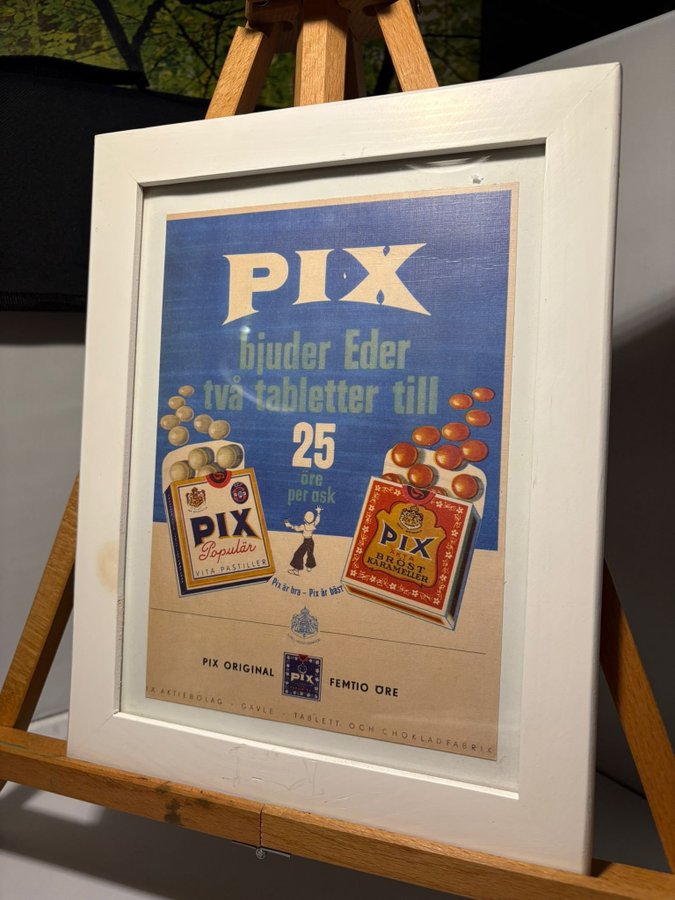 PIX
bjuder Eder
två tabletter till
25
öre
per ask
PIX
Populär
VITA PASTILLER
PIX
ÄKTA
BRÖST
KARAMELLER
Pix är bra - Pix är bäst
PIX ORIGINAL
PIX
FEMTIO ÖRE
X AKTIEBOLAG - GÄVLE - TABLETT OCH CHOKLADFABRIK